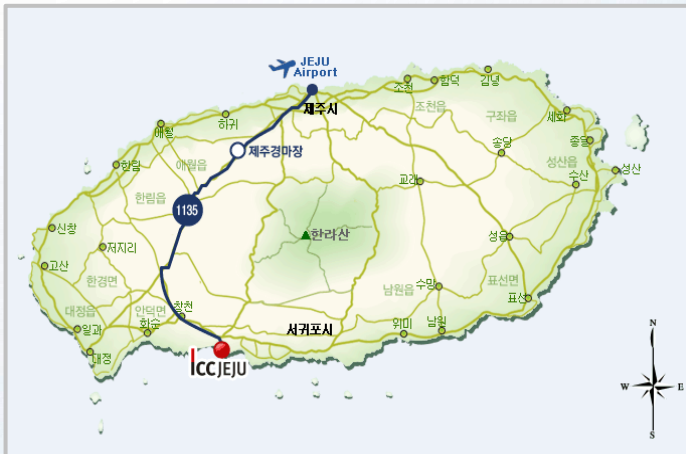 JEJU
Airport
제주시
조천
함덕
김녕
조천읍
구좌읍
세화
하귀
애월
제주경마장
송당
종달
한림
애월읍
성산읍
성산
교래
수산
한림읍
1135
신창
저지리
한라산
성읍
고산
한경면
남원읍
수망
표선면
표선
대정읍
안덕면
창천
일과
화순
서귀포시
위미
남원
대정
ICC JEJU
N
W
E
S